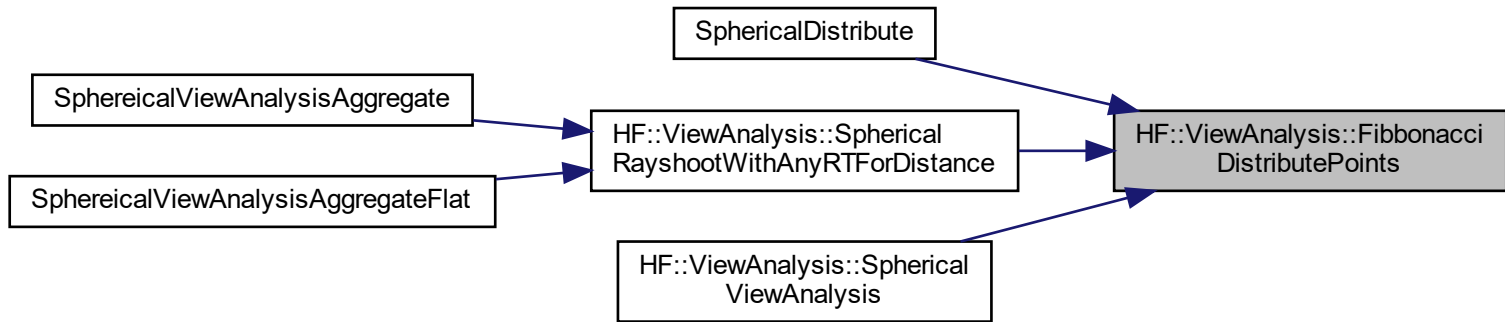 SphericalDistribute
SphereicalViewAnalysisAggregate
HF::ViewAnalysis::Spherical
RayshootWithAnyRTForDistance
HF::ViewAnalysis::Fibbonacci
DistributePoints
SphereicalViewAnalysisAggregateFlat
HF::ViewAnalysis::Spherical
ViewAnalysis